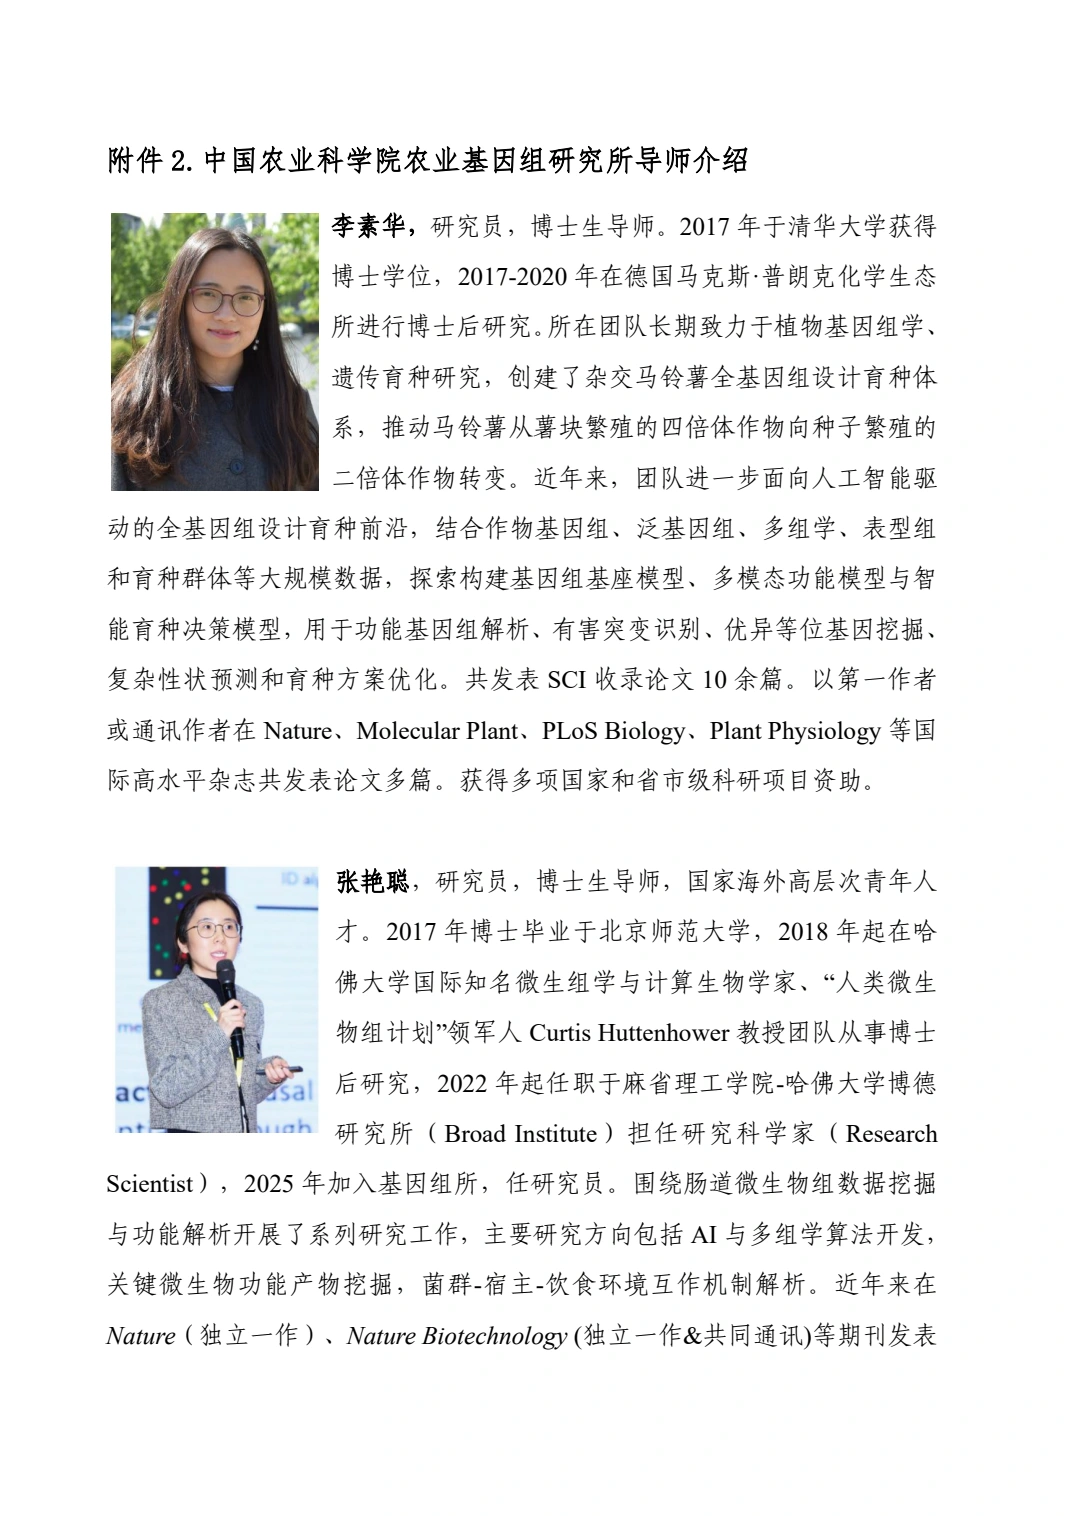 附件 2. 中国农业科学院农业基因组研究所导师介绍
李素华，研究员，博士生导师。2017 年于清华大学获得
博士学位，2017-2020 年在德国马克斯·普朗克化学生态
所进行博士后研究。所在团队长期致力于植物基因组学、
遗传育种研究，创建了杂交马铃薯全基因组设计育种体
系，推动马铃薯从薯块繁殖的四倍体作物向种子繁殖的
二倍体作物转变。近年来，团队进一步面向人工智能驱
动的全基因组设计育种前沿，结合作物基因组、泛基因组、多组学、表型组
和育种群体等大规模数据，探索构建基因组基座模型、多模态功能模型与智
能育种决策模型，用于功能基因组解析、有害突变识别、优异等位基因挖掘、
复杂性状预测和育种方案优化。共发表 SCI 收录论文 10 余篇。以第一作者
或通讯作者在 Nature、Molecular Plant、PLoS Biology、Plant Physiology 等国
际高水平杂志共发表论文多篇。获得多项国家和省市级科研项目资助。
张艳聪，研究员，博士生导师，国家海外高层次青年人
才。2017 年博士毕业于北京师范大学，2018 年起在哈
佛大学国际知名微生组学与计算生物学家、“人类微生
物组计划”领军人 Curtis Huttenhower 教授团队从事博士
后研究，2022 年起任职于麻省理工学院-哈佛大学博德
研究所（Broad Institute）担任研究科学家（Research
Scientist），2025 年加入基因组所，任研究员。围绕肠道微生物组数据挖掘
与功能解析开展了系列研究工作，主要研究方向包括 AI 与多组学算法开发，
关键微生物功能产物挖掘，菌群-宿主-饮食环境互作机制解析。近年来在
Nature（独立一作）、Nature Biotechnology (独立一作&共同通讯)等期刊发表